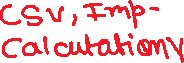 CSV, Imp-
Calculationy